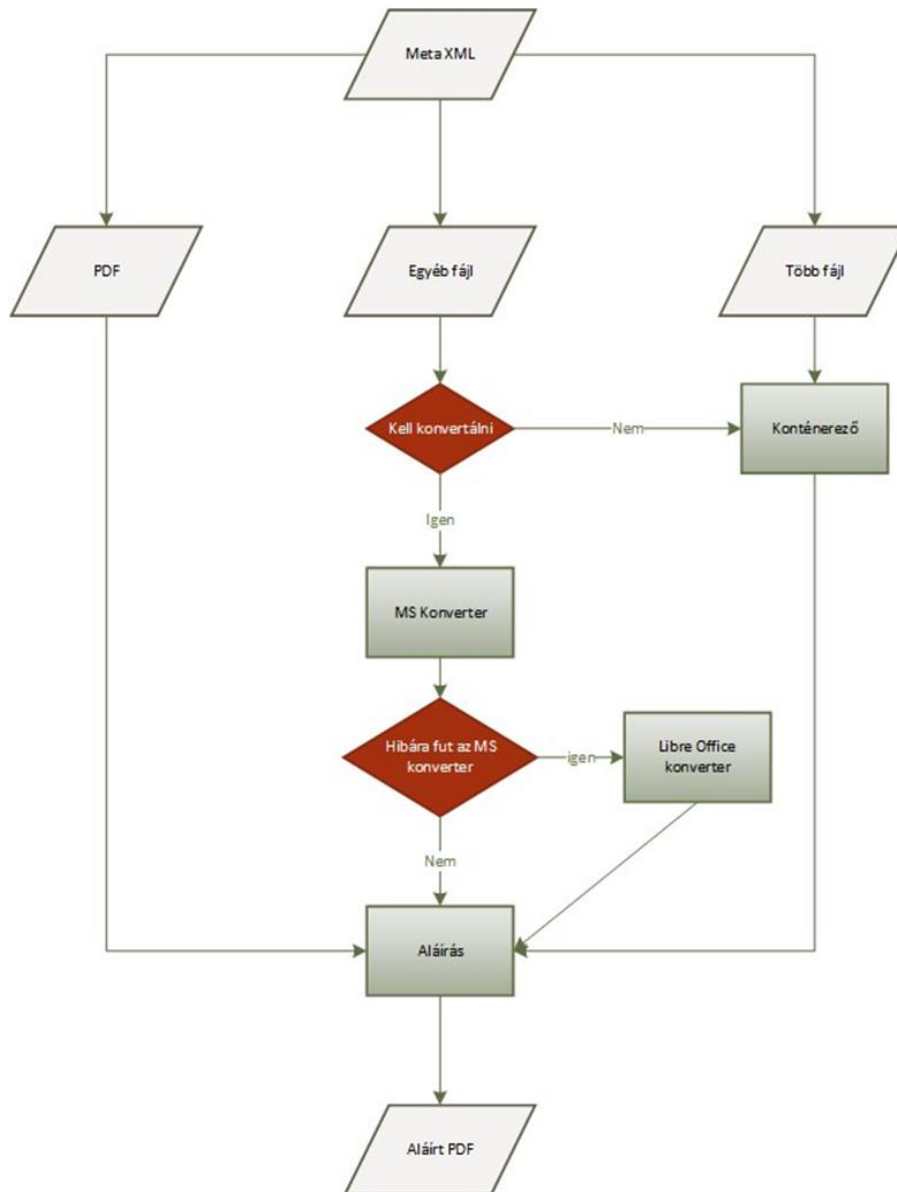 Meta XML
PDF
Egyéb fájl
Több fájl
Kell konvertálni
Nem
Konténerező
Igen
MS Konverter
Hibára fut az MS
konverter
igen
Libre Office
konverter
Nem
Aláírás
Aláírt PDF